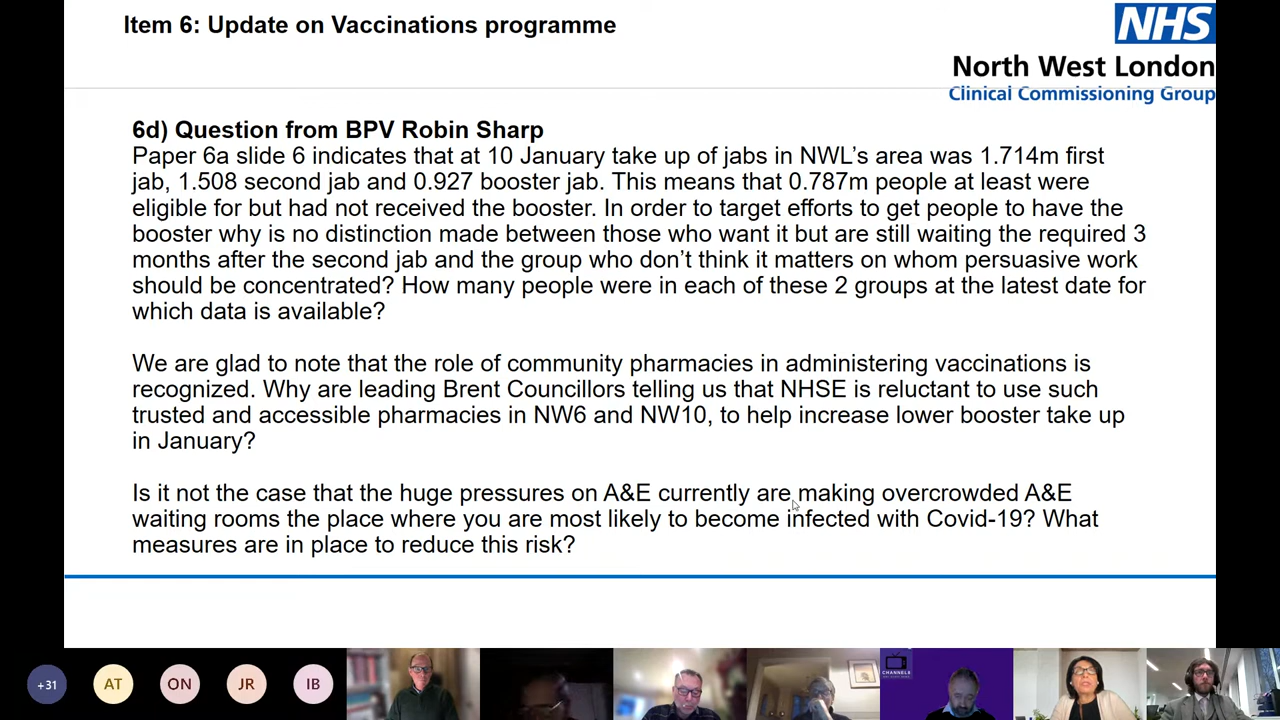 Item 6: Update on Vaccinations programme
NHS
North West London
Clinical Commissioning Group
6d) Question from BPV Robin Sharp
Paper 6a slide 6 indicates that at 10 January take up of jabs in NWL's area was 1.714m first
jab, 1.508 second jab and 0.927 booster jab. This means that 0.787m people at least were
eligible for but had not received the booster. In order to target efforts to get people to have the
booster why is no distinction made between those who want it but are still waiting the required 3
months after the second jab and the group who don't think it matters on whom persuasive work
should be concentrated? How many people were in each of these 2 groups at the latest date for
which data is available?
We are glad to note that the role of community pharmacies in administering vaccinations is
recognized. Why are leading Brent Councillors telling us that NHSE is reluctant to use such
trusted and accessible pharmacies in NW6 and NW10, to help increase lower booster take up
in January?
Is it not the case that the huge pressures on A&E currently are making overcrowded A&E
waiting rooms the place where you are most likely to become infected with Covid-19? What
measures are in place to reduce this risk?
+31
AT
ON
JR
IB
CHANNELS